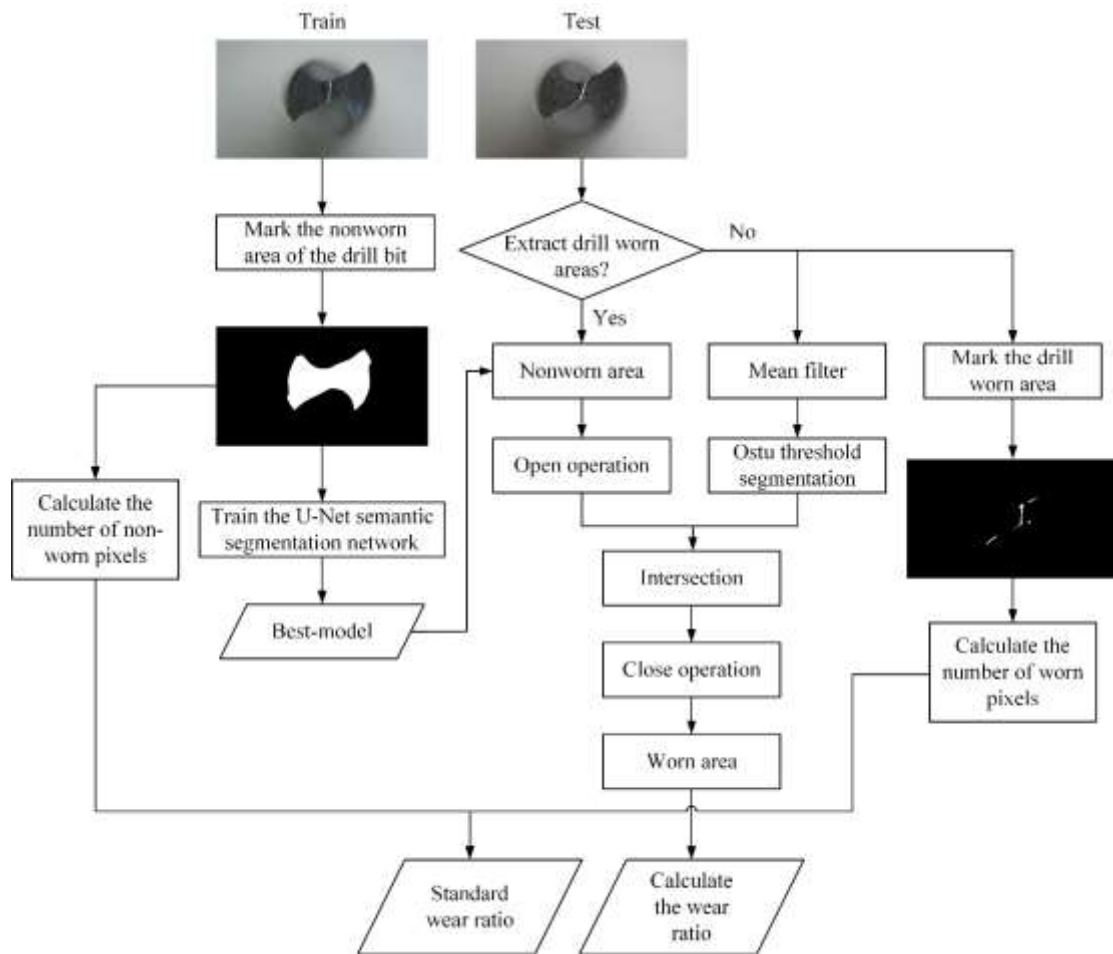 Train
Test
Mark the nonworn
area of the drill bit
Extract drill worn
areas?
No
Yes
Nonworn area
Mean filter
Mark the drill
worn area
Open operation
Ostu threshold
segmentation
Calculate the
number of non-
worn pixels
Train the U-Net semantic
segmentation network
Intersection
Best-model
Close operation
Calculate the
number of worn
pixels
Worn area
Standard
wear ratio
Calculate
the wear
ratio